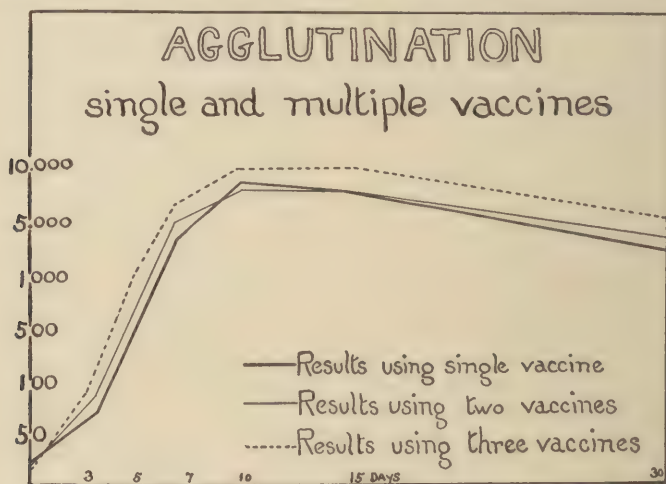 AGGLUTINATION
single and multiple vaccines
10.000
5.000
1.000
500
100
50
Results using single vaccine
Results using two vaccines
Results using three vaccines
3 5 7 10 15 DAYS 30